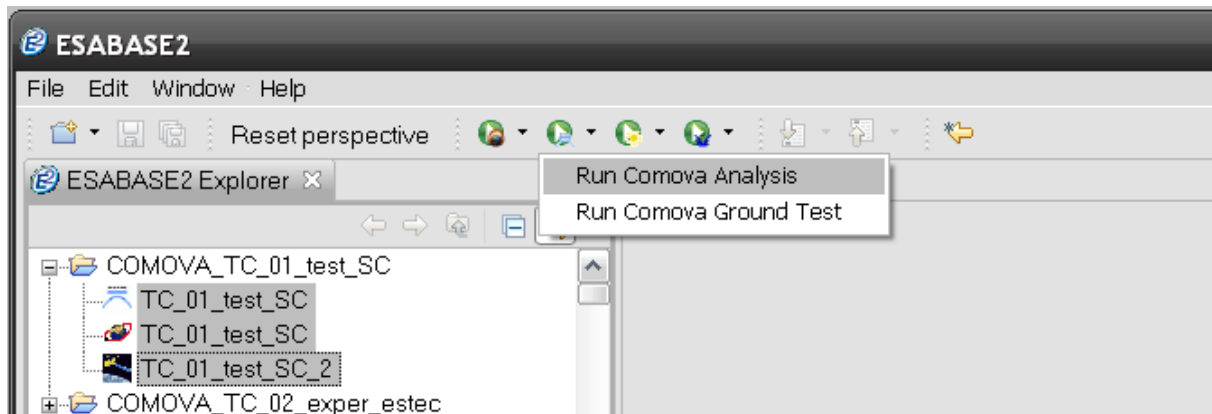 ESABASE2
File Edit Window Help
Reset perspective
ESABASE2 Explorer
Run Comova Analysis
Run Comova Ground Test
COMOVA_TC_01_test_SC
TC_01_test_SC
TC_01_test_SC
TC_01_test_SC_2
COMOVA_TC_02_exper_estec